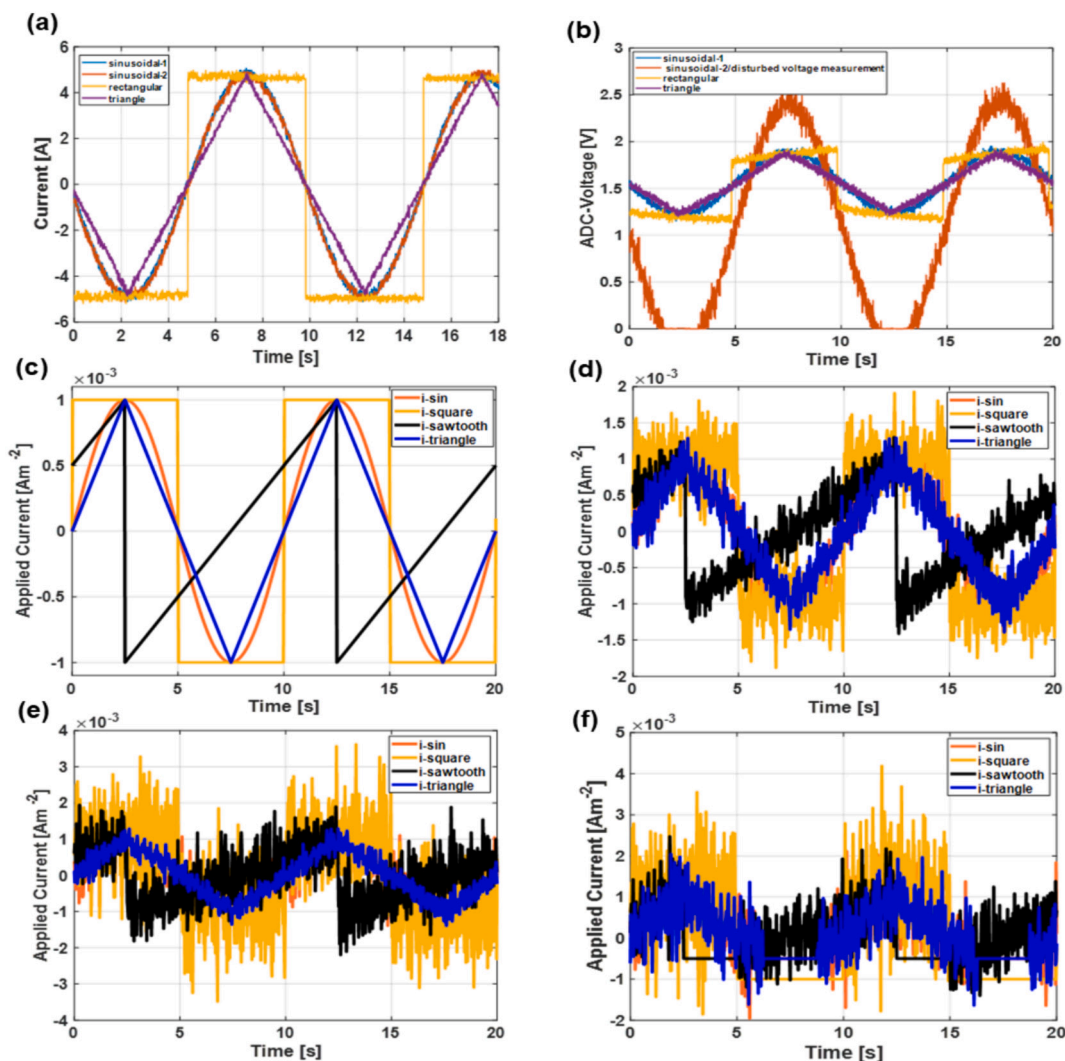 (a)
sinusoidal-1
sinusoidal-2
rectangular
triangle
6
4
2
0
-2
-4
-6
Current [A]
0 2 4 6 8 10 12 14 16 18
Time [s]
(b)
sinusoidal-1
sinusoidal-2/disturbed voltage measurement
rectangular
triangle
3
2.5
2
1.5
1
0.5
0
ADC-Voltage [V]
0 5 10 15 20
Time [s]
(c)
×10⁻³
i-sin
i-square
i-sawtooth
i-triangle
1
0.5
0
-0.5
-1
Applied Current [Am⁻²]
0 5 10 15 20
Time [s]
(d)
×10⁻³
i-sin
i-square
i-sawtooth
i-triangle
2
1.5
1
0.5
0
-0.5
-1
-1.5
-2
Applied Current [Am⁻²]
0 5 10 15 20
Time [s]
(e)
×10⁻³
i-sin
i-square
i-sawtooth
i-triangle
4
3
2
1
0
-1
-2
-3
-4
Applied Current [Am⁻²]
0 5 10 15 20
Time [s]
(f)
×10⁻³
i-sin
i-square
i-sawtooth
i-triangle
5
4
3
2
1
0
-1
-2
Applied Current [Am⁻²]
0 5 10 15 20
Time [s]